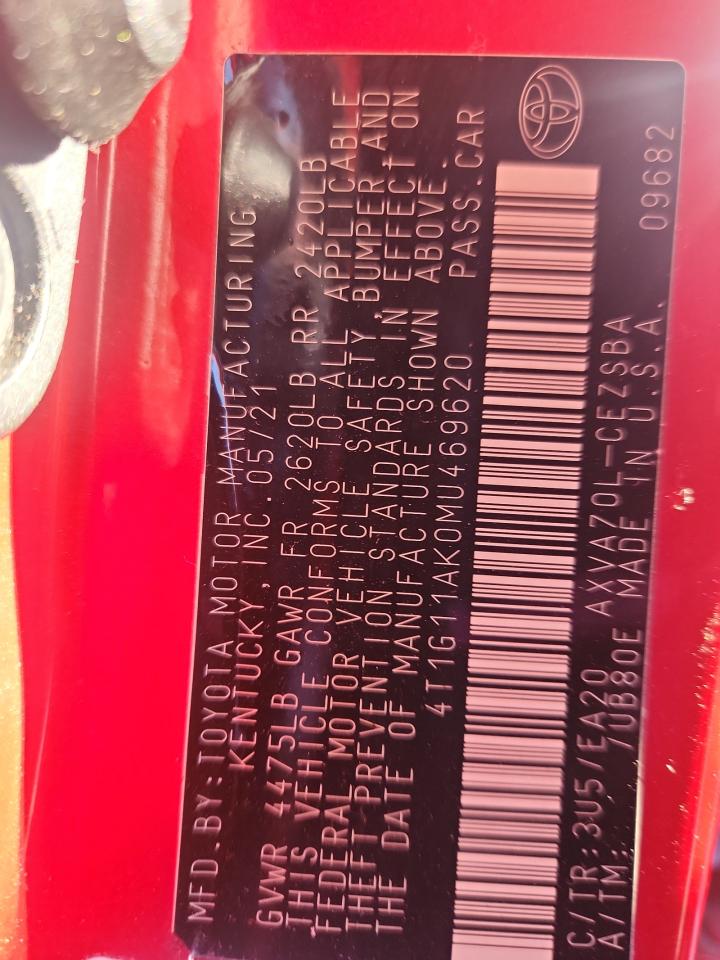 MFD.BY:TOYOTA MOTOR MANUFACTURING
KENTUCKY,INC.05/21
GVWR 4475LB GAWR FR 2620LB RR 2420LB
THIS VEHICLE CONFORMS TO ALL APPLICABLE
FEDERAL MOTOR VEHICLE SAFETY,BUMPER AND
THEFT PREVENTION STANDARDS IN EFFECT ON
THE DATE OF MANUFACTURE SHOWN ABOVE.
4T1G11AK0MU469620 PASS.CAR
C/TR:3U5/EA20 AXVA70L-CEZSBA
A/TM: /UB80E MADE IN U.S.A. 09682